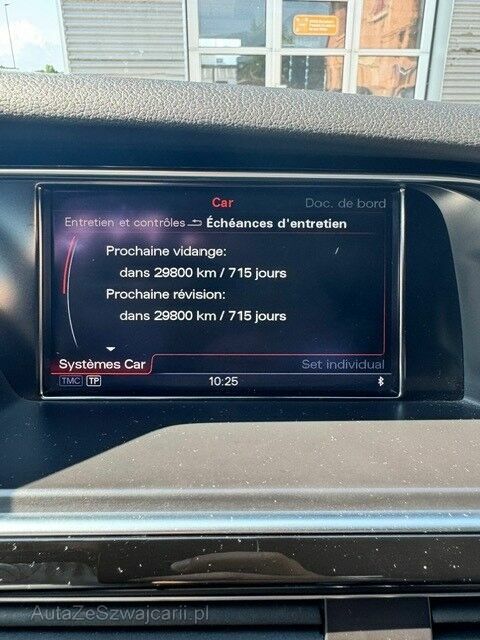 Car
Doc. de bord
Entretien et contrôles Échéances d'entretien
Prochaine vidange:
dans 29800 km / 715 jours
Prochaine révision:
dans 29800 km / 715 jours
Systèmes Car
Set individual
TMC TP
10:25
AutaZeSzwajcarii.pl